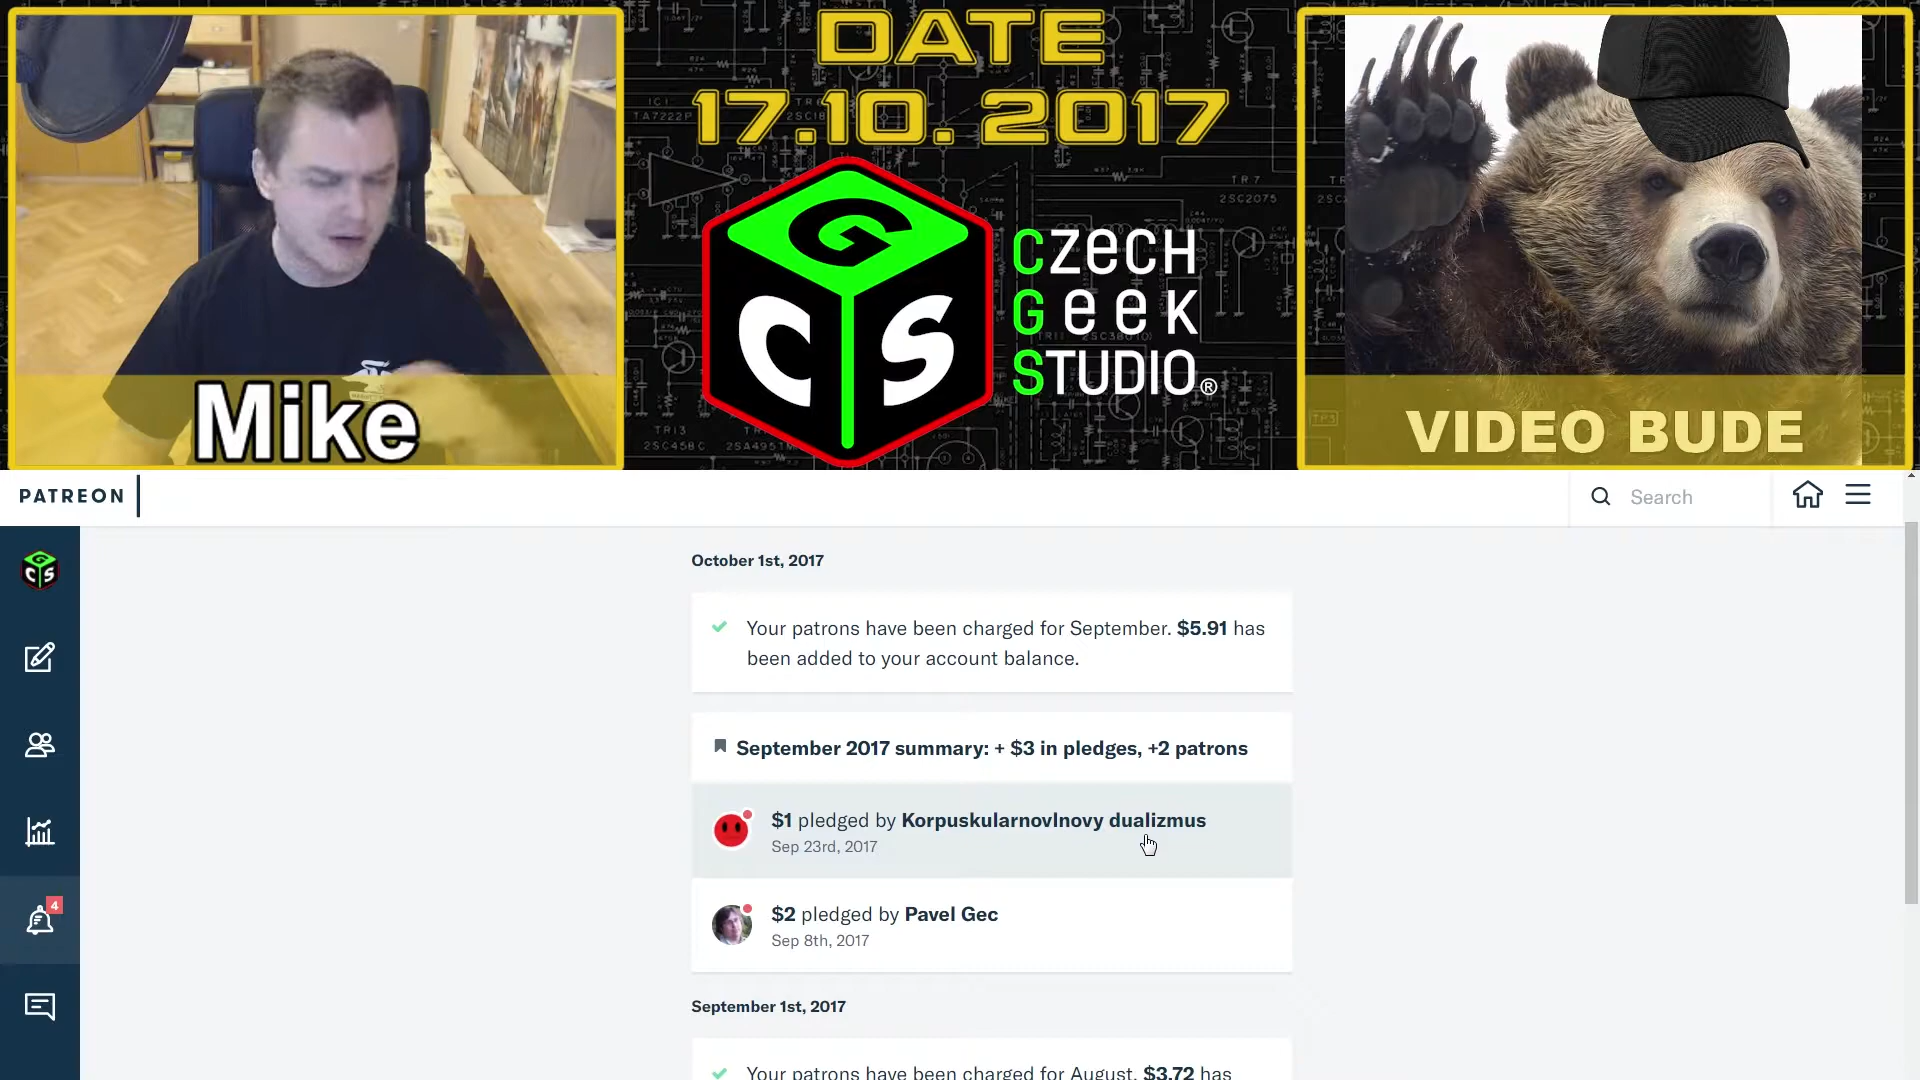 DATE
17.10.2017
G
C S
CZECH
GEEK
STUDIO®
Mike
VIDEO BUDE
PATREON
Search
October 1st, 2017
Your patrons have been charged for September. $5.91 has
been added to your account balance.
September 2017 summary: + $3 in pledges, +2 patrons
$1 pledged by Korpuskularnovlnovy dualizmus
Sep 23rd, 2017
4
$2 pledged by Pavel Gec
Sep 8th, 2017
September 1st, 2017
Your patrons have been charged for August. $3.72 has